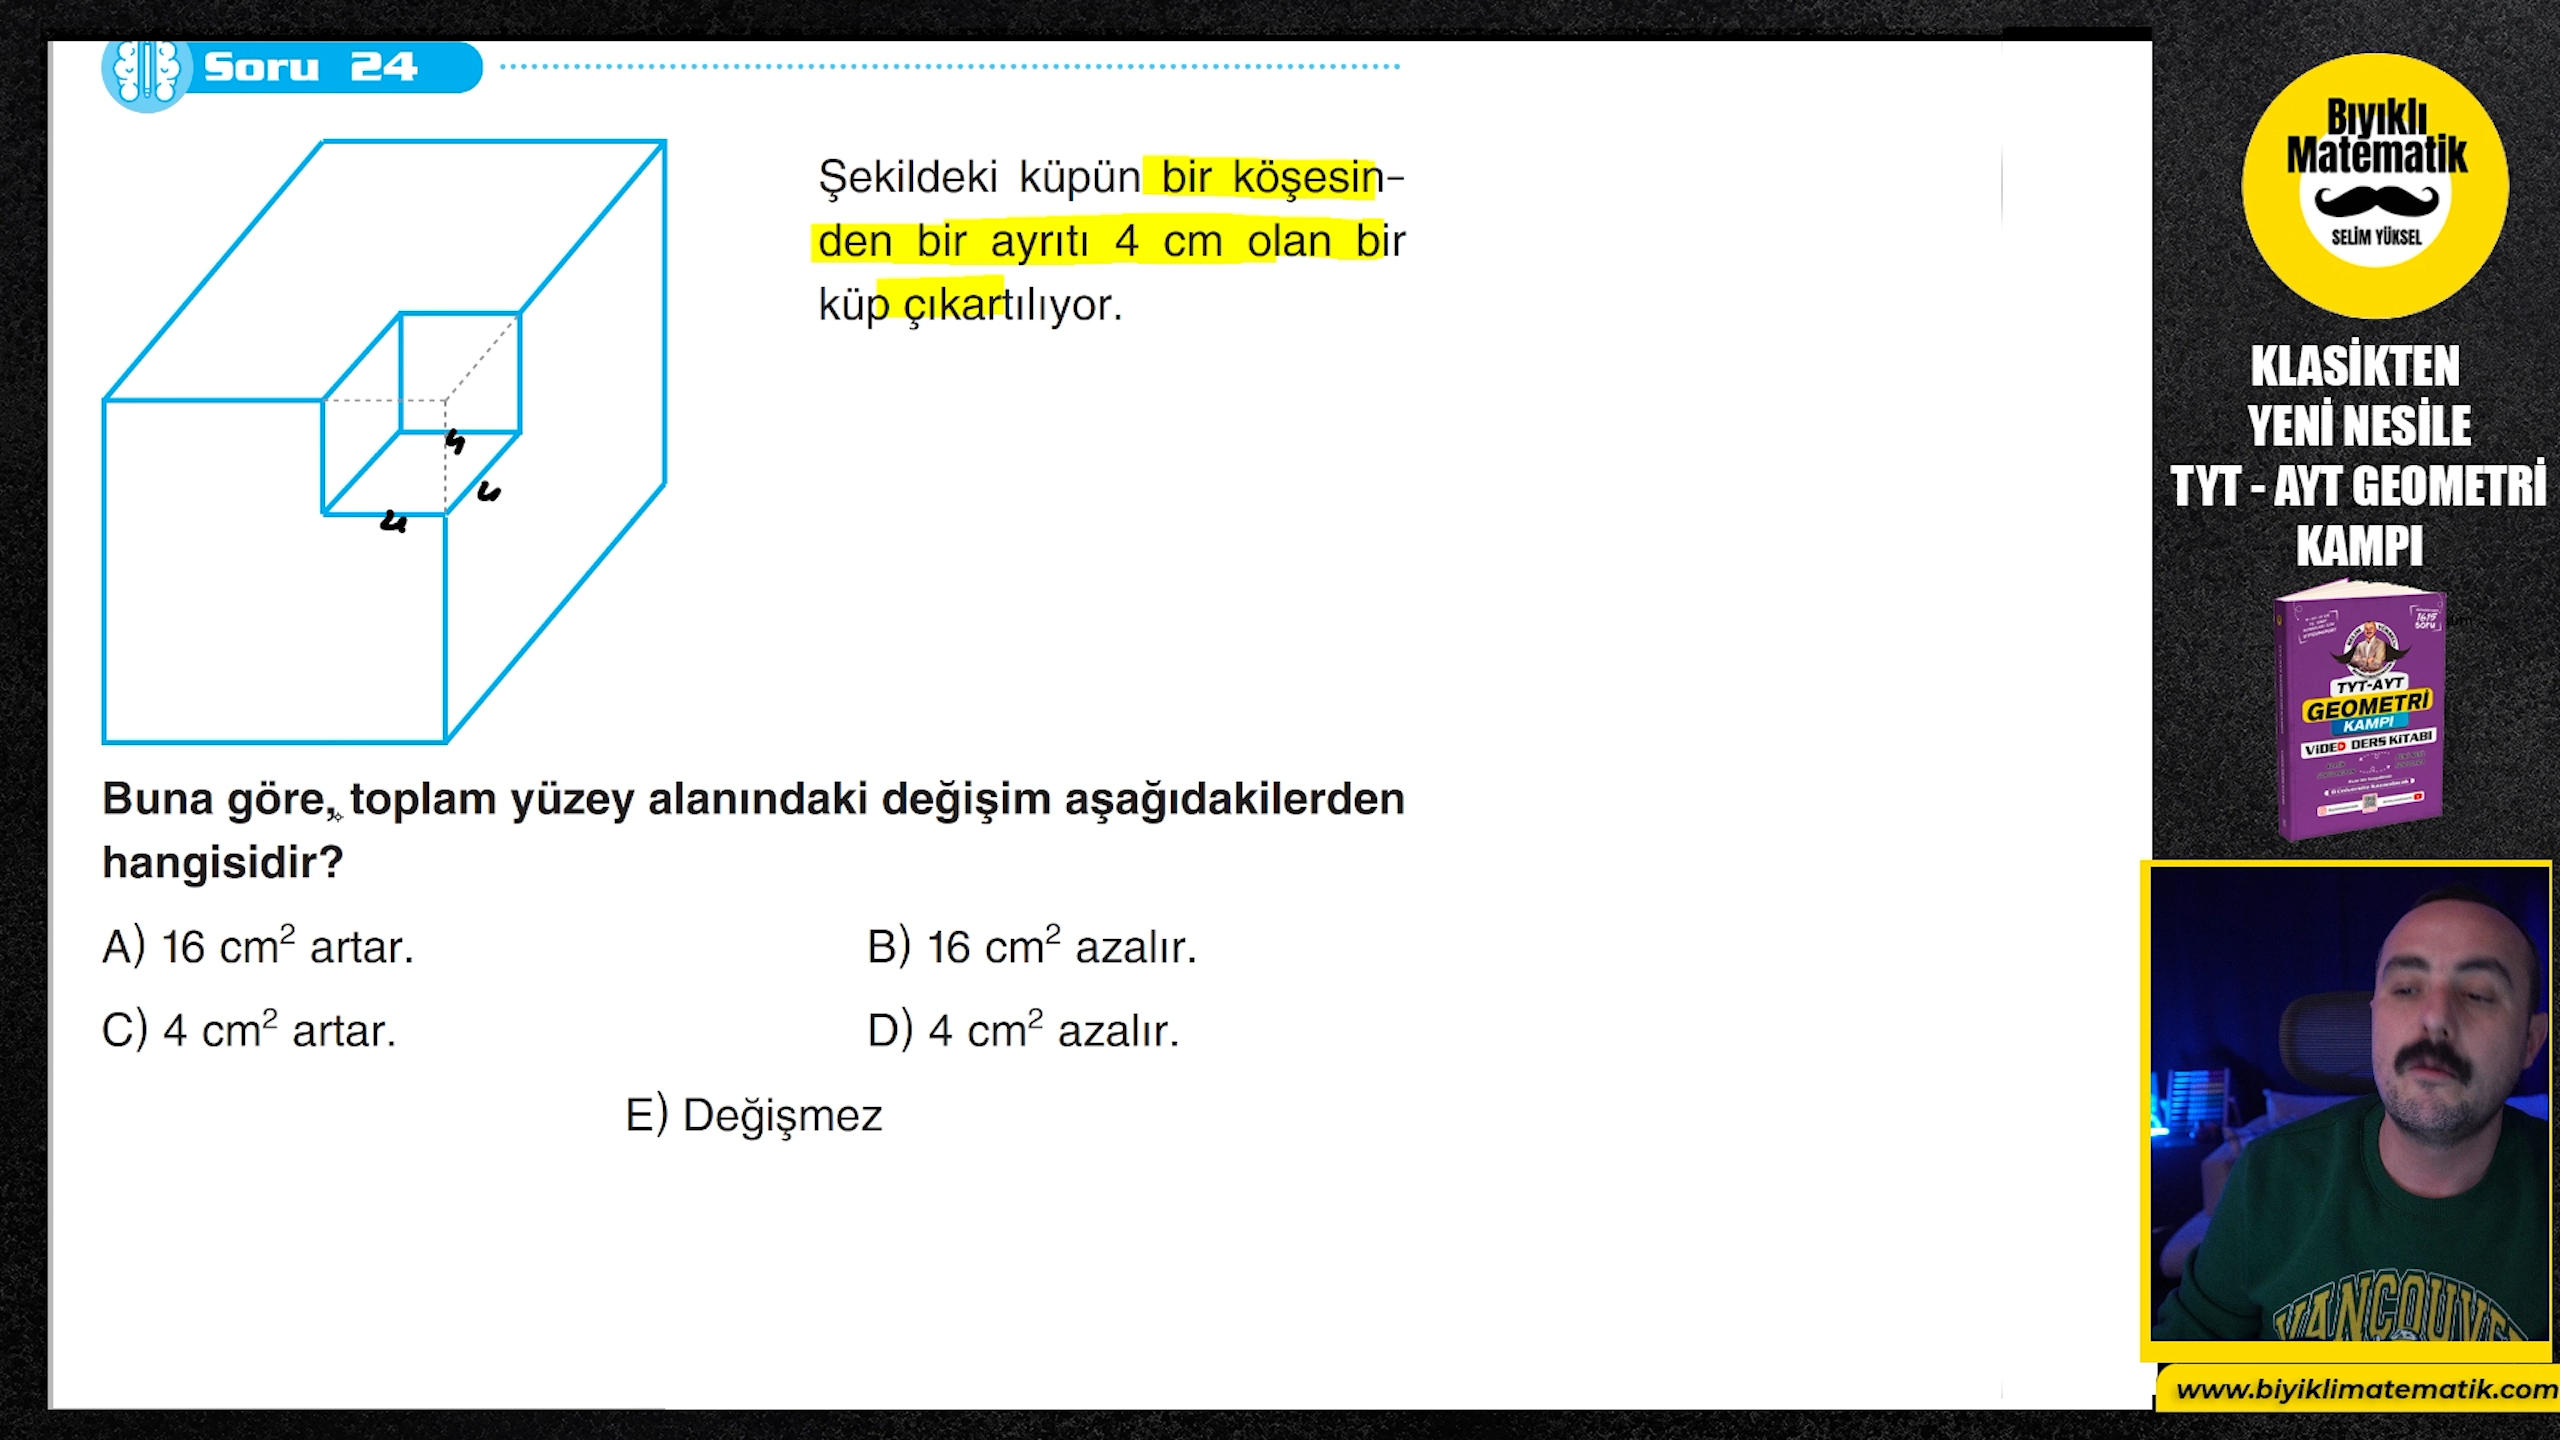 Soru 24
Şekildeki küpün bir köşesin-
den bir ayrıtı 4 cm olan bir
küp çıkartılıyor.
4
4
4
Buna göre, toplam yüzey alanındaki değişim aşağıdakilerden
hangisidir?
A) 16 cm² artar.
B) 16 cm² azalır.
C) 4 cm² artar.
D) 4 cm² azalır.
E) Değişmez
Bıyıklı
Matematik
SELİM YÜKSEL
KLASİKTEN
YENİ NESİLE
TYT - AYT GEOMETRİ
KAMPI
1615
soru
TYT-AYT
GEOMETRİ
KAMPI
VİDEO DERS KİTABI
VANCOUVE
www.biyiklimatematik.com